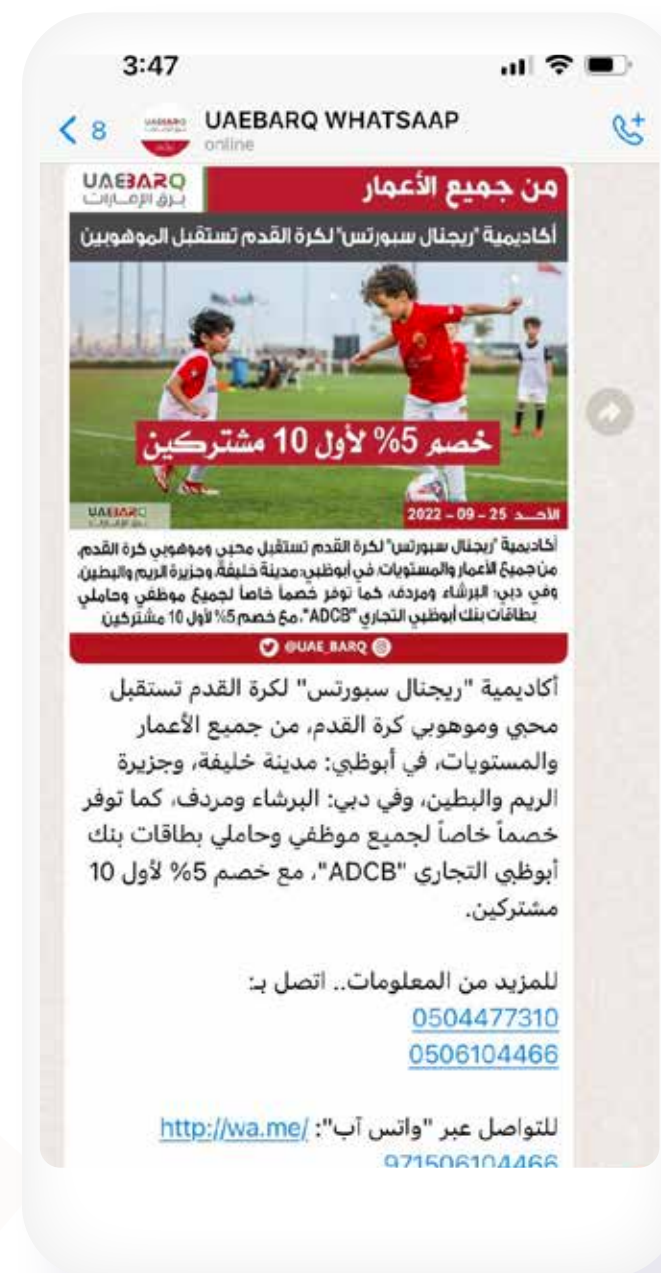 3:47
8
UAEBARQ WHATSAAP
online
UAEBARQ
بـرق الإمـارات
من جميع الأعمار
أكاديمية "ريجنال سبورتس" لكرة القدم تستقبل الموهوبين
خصم 5% لأول 10 مشتركين
UAEBARQ
الأحـد 25 - 09 - 2022
أكاديمية "ريجنال سبورتس" لكرة القدم تستقبل محبي وموهوبي كرة القدم،
من جميع الأعمار والمستويات، في أبوظبي: مدينة خليفة، وجزيرة الريم والبطين،
وفي دبي: البرشاء ومردف، كما توفر خصماً خاصاً لجميع موظفي وحاملي
بطاقات بنك أبوظبي التجاري "ADCB"، مع خصم 5% لأول 10 مشتركين
@UAE_BARQ
أكاديمية "ريجنال سبورتس" لكرة القدم تستقبل
محبي وموهوبي كرة القدم، من جميع الأعمار
والمستويات، في أبوظبي: مدينة خليفة، وجزيرة
الريم والبطين، وفي دبي: البرشاء ومردف، كما توفر
خصماً خاصاً لجميع موظفي وحاملي بطاقات بنك
أبوظبي التجاري "ADCB"، مع خصم 5% لأول 10
مشتركين.
للمزيد من المعلومات.. اتصل بـ:
0504477310
0506104466
للتواصل عبر "واتس آب": http://wa.me/
971506104466